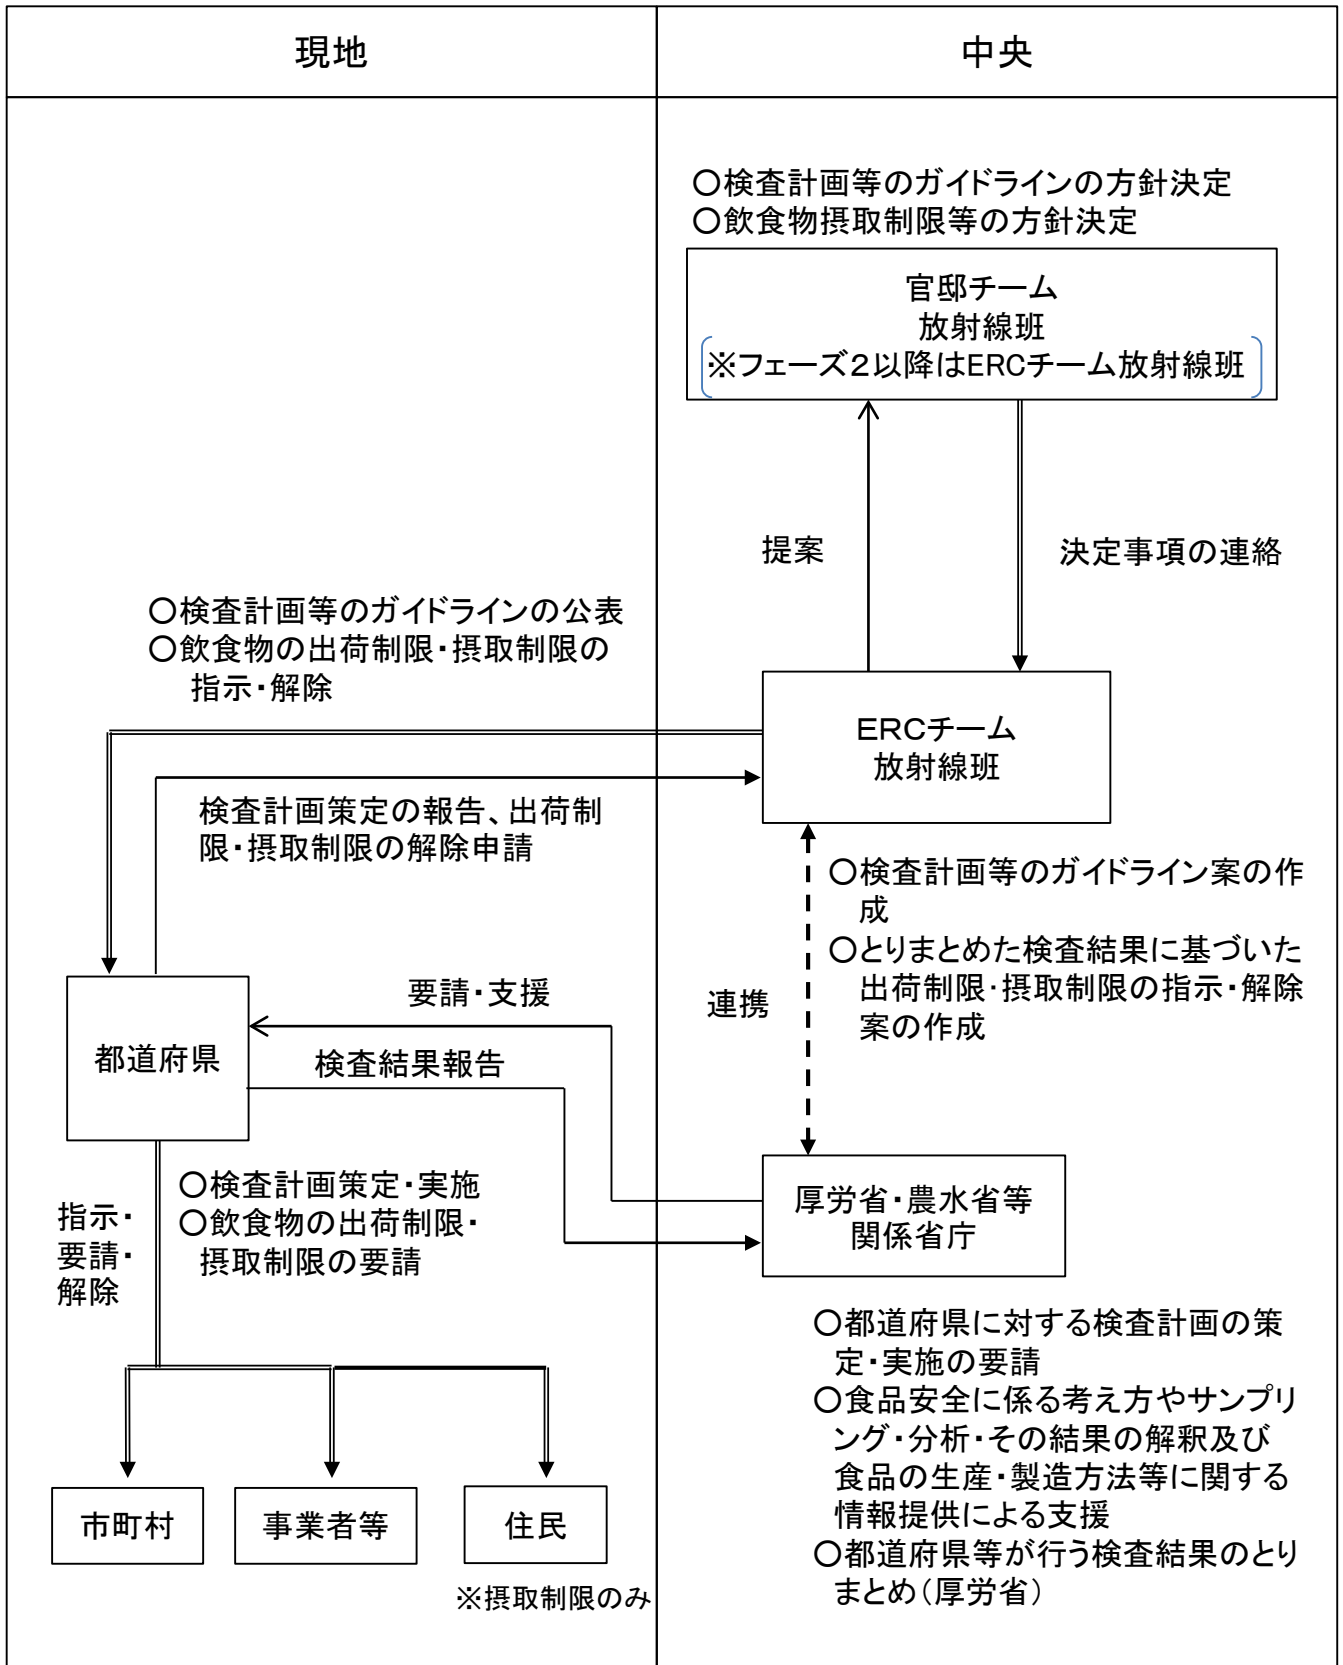 現地
中央
〇検査計画等のガイドラインの方針決定
〇飲食物摂取制限等の方針決定
官邸チーム
放射線班
※フェーズ２以降はERCチーム放射線班
提案
決定事項の連絡
〇検査計画等のガイドラインの公表
〇飲食物の出荷制限・摂取制限の
指示・解除
ERCチーム
放射線班
検査計画策定の報告、出荷制
限・摂取制限の解除申請
〇検査計画等のガイドライン案の作
成
〇とりまとめた検査結果に基づいた
出荷制限・摂取制限の指示・解除
案の作成
連携
要請・支援
都道府県
検査結果報告
厚労省・農水省等
関係省庁
〇検査計画策定・実施
〇飲食物の出荷制限・
摂取制限の要請
指示・
要請・
解除
〇都道府県に対する検査計画の策
定・実施の要請
〇食品安全に係る考え方やサンプリ
ング・分析・その結果の解釈及び
食品の生産・製造方法等に関する
情報提供による支援
〇都道府県等が行う検査結果のとり
まとめ（厚労省）
市町村
事業者等
住民
※摂取制限のみ